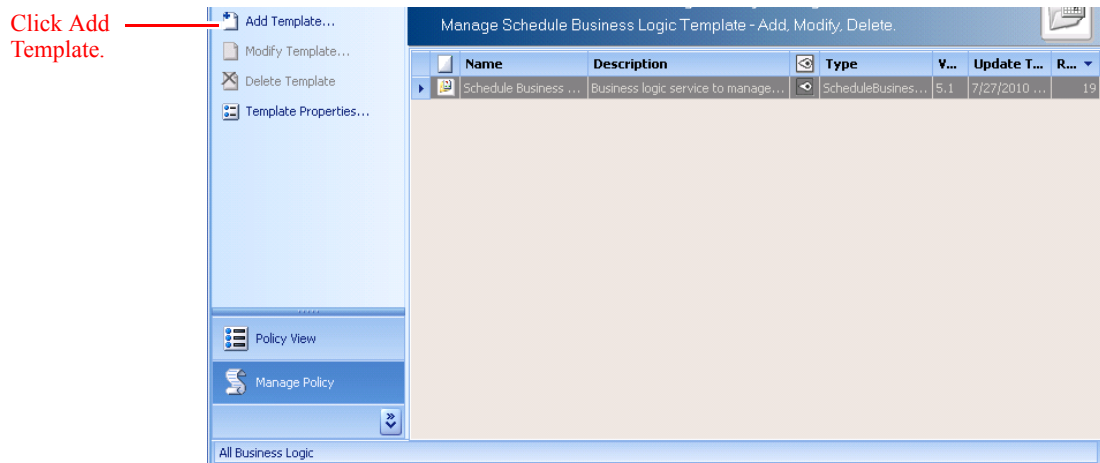 Click Add
Template.
Add Template...
Modify Template...
Delete Template
Template Properties...
Manage Schedule Business Logic Template - Add, Modify, Delete.
Name Description Type V... Update T... R...
Schedule Business ... Business logic service to manage... ScheduleBusines... 5.1 7/27/2010 ... 19
Policy View
Manage Policy
All Business Logic